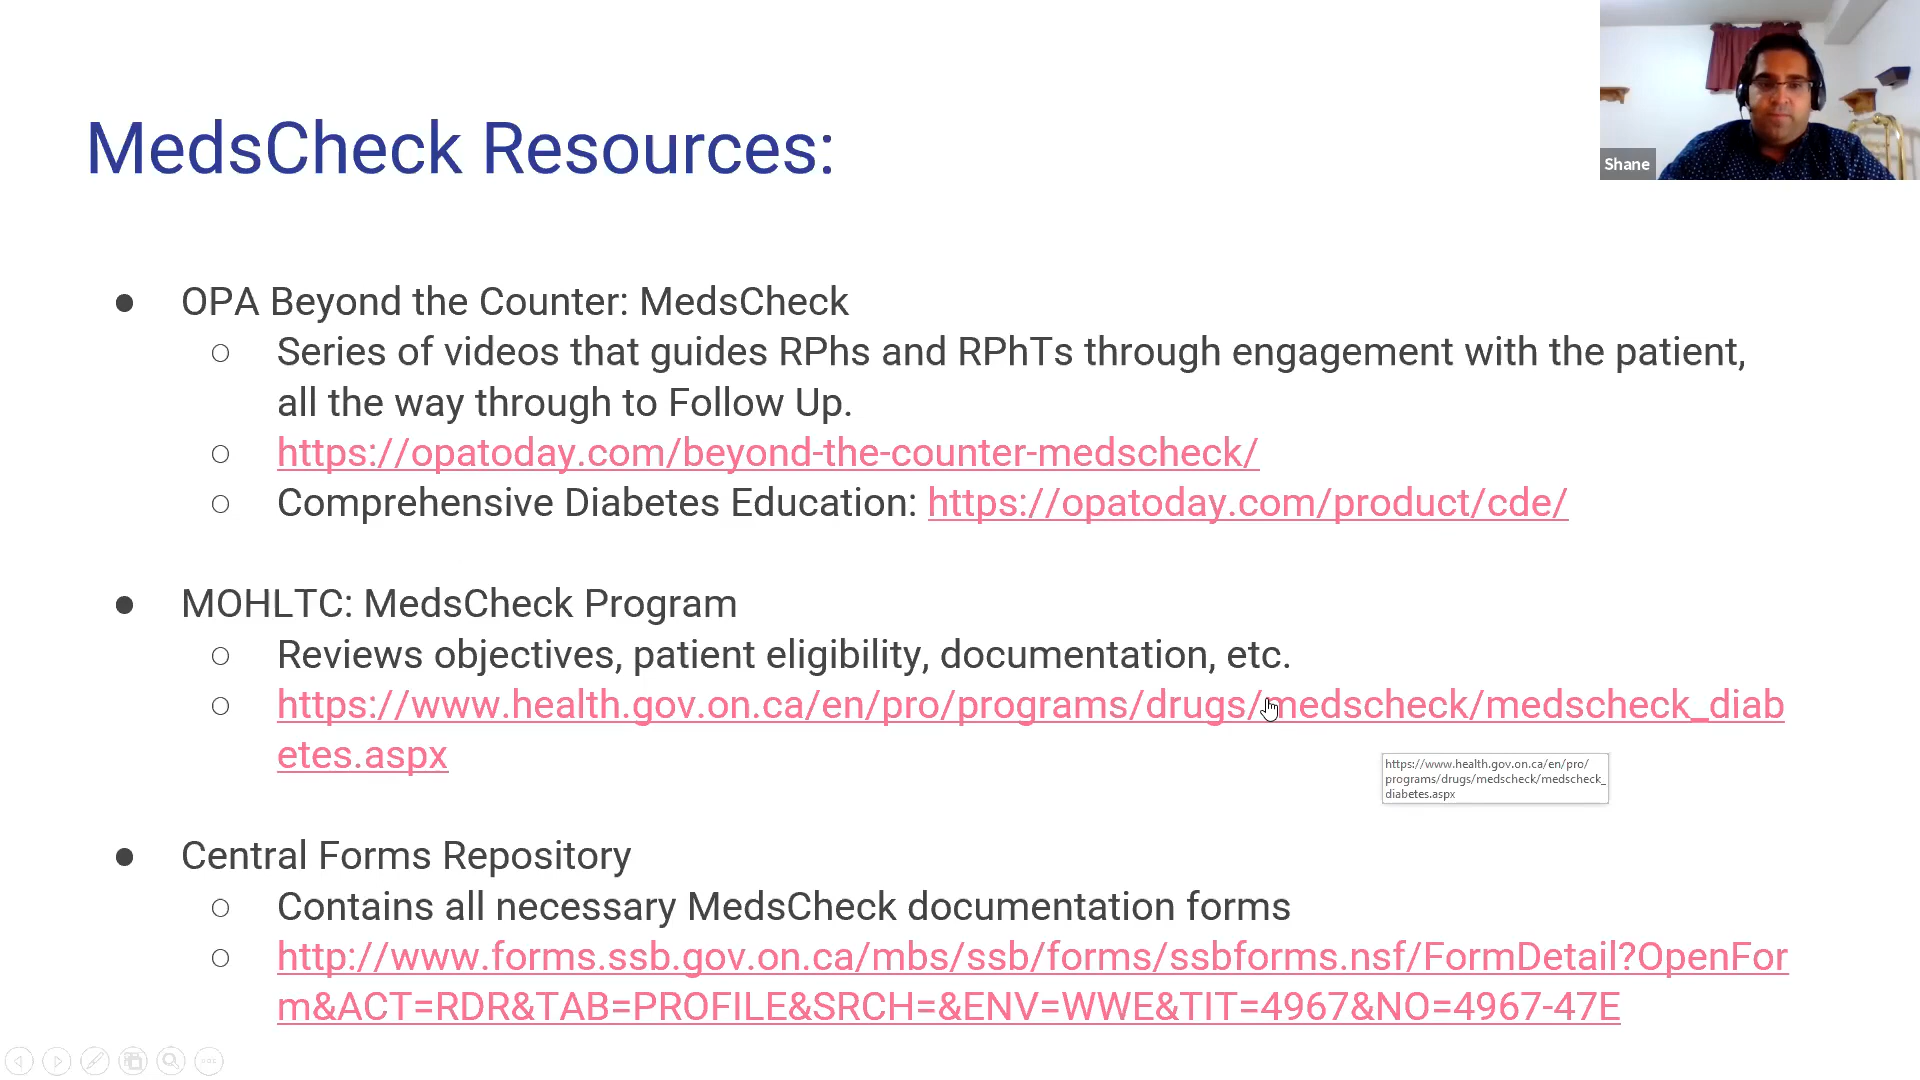 MedsCheck Resources:
Shane
● OPA Beyond the Counter: MedsCheck
○ Series of videos that guides RPhs and RPhTs through engagement with the patient,
all the way through to Follow Up.
○ https://opatoday.com/beyond-the-counter-medscheck/
○ Comprehensive Diabetes Education: https://opatoday.com/product/cde/
● MOHLTC: MedsCheck Program
○ Reviews objectives, patient eligibility, documentation, etc.
○ https://www.health.gov.on.ca/en/pro/programs/drugs/medscheck/medscheck_diab
etes.aspx
https://www.health.gov.on.ca/en/pro/
programs/drugs/medscheck/medscheck_
diabetes.aspx
● Central Forms Repository
○ Contains all necessary MedsCheck documentation forms
○ http://www.forms.ssb.gov.on.ca/mbs/ssb/forms/ssbforms.nsf/FormDetail?OpenFor
m&ACT=RDR&TAB=PROFILE&SRCH=&ENV=WWE&TIT=4967&NO=4967-47E